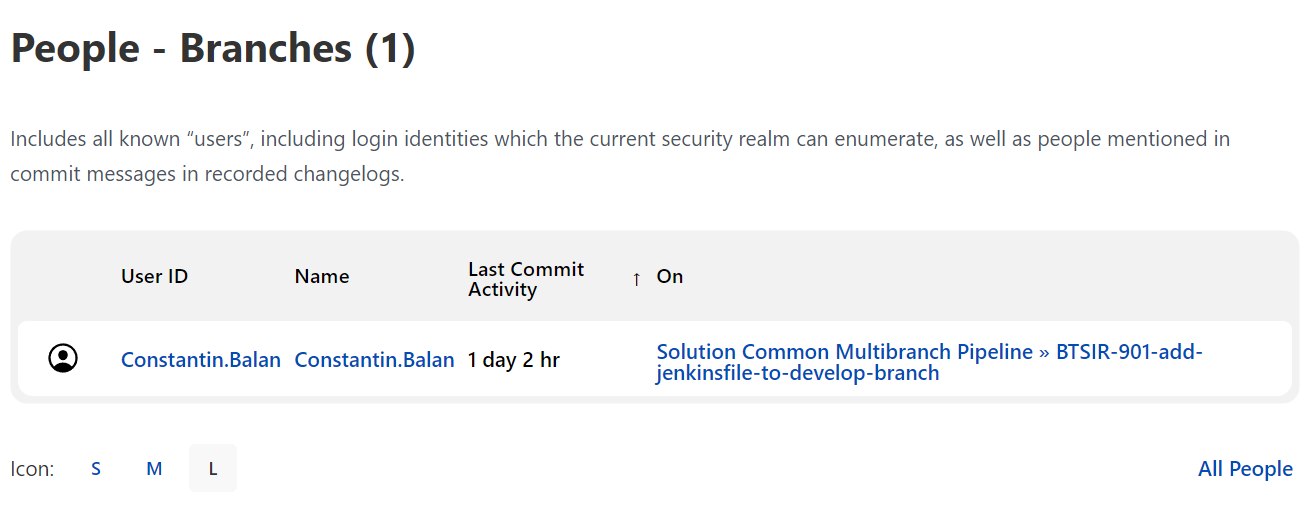 People - Branches (1)
Includes all known “users”, including login identities which the current security realm can enumerate, as well as people mentioned in
commit messages in recorded changelogs.
User ID Name Last Commit Activity ↑ On
Constantin.Balan Constantin.Balan 1 day 2 hr Solution Common Multibranch Pipeline » BTSIR-901-add-
jenkinsfile-to-develop-branch
Icon: S M L All People